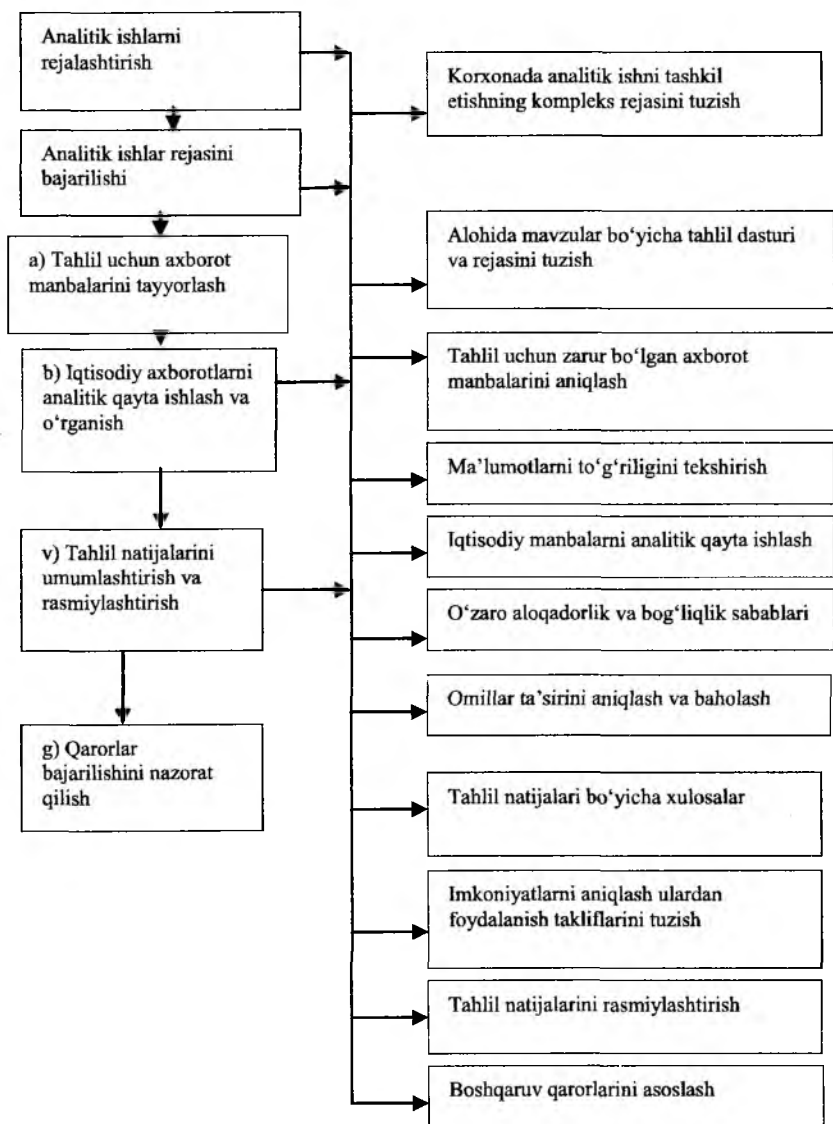 Analitik ishlarni
rejalashtirish
Analitik ishlar rejasini
bajarilishi
a) Tahlil uchun axborot
manbalarini tayyorlash
b) Iqtisodiy axborotlarni
analitik qayta ishlash va
o‘rganish
v) Tahlil natijalarini
umumlashtirish va
rasmiylashtirish
g) Qarorlar
bajarilishini nazorat
qilish
Korxonada analitik ishni tashkil
etishning kompleks rejasini tuzish
Alohida mavzular bo‘yicha tahlil dasturi
va rejasini tuzish
Tahlil uchun zarur bo‘lgan axborot
manbalarini aniqlash
Ma’lumotlarni to‘g‘riligini tekshirish
Iqtisodiy manbalarni analitik qayta ishlash
O‘zaro aloqadorlik va bog‘liqlik sabablari
Omillar ta’sirini aniqlash va baholash
Tahlil natijalari bo‘yicha xulosalar
Imkoniyatlarni aniqlash ulardan
foydalanish takliflarini tuzish
Tahlil natijalarini rasmiylashtirish
Boshqaruv qarorlarini asoslash